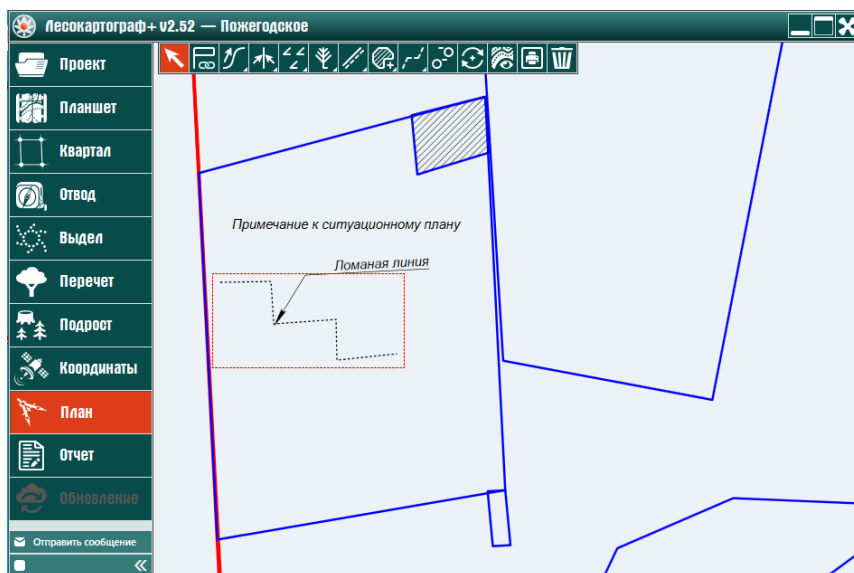 Лесокартограф+ v2.52 — Пожегодское
Проект
Планшет
Квартал
Отвод
Выдел
Перечет
Подрост
Координаты
План
Отчет
Обновление
Отправить сообщение
Примечание к ситуационному плану
Ломаная линия